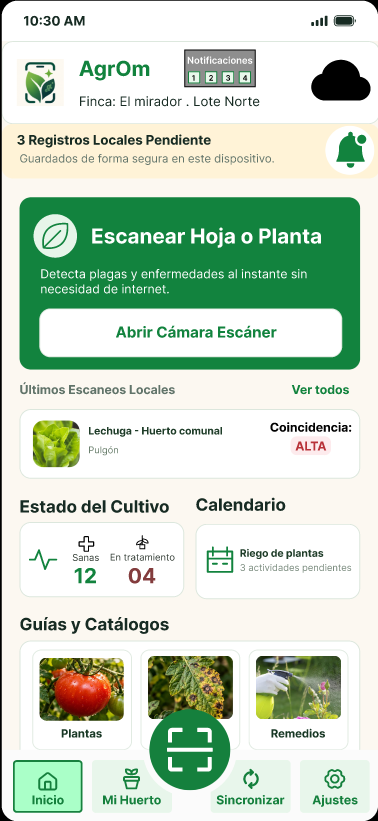 10:30 AM
AgrOm
Notificaciones
1 2 3 4
Finca: El mirador . Lote Norte
3 Registros Locales Pendiente
Guardados de forma segura en este dispositivo.
Escanear Hoja o Planta
Detecta plagas y enfermedades al instante sin
necesidad de internet.
Abrir Cámara Escáner
Últimos Escaneos Locales
Ver todos
Lechuga - Huerto comunal
Pulgón
Coincidencia:
ALTA
Estado del Cultivo
Sanas
12
En tratamiento
04
Calendario
Riego de plantas
3 actividades pendientes
Guías y Catálogos
Plantas
Remedios
Inicio
Mi Huerto
Sincronizar
Ajustes